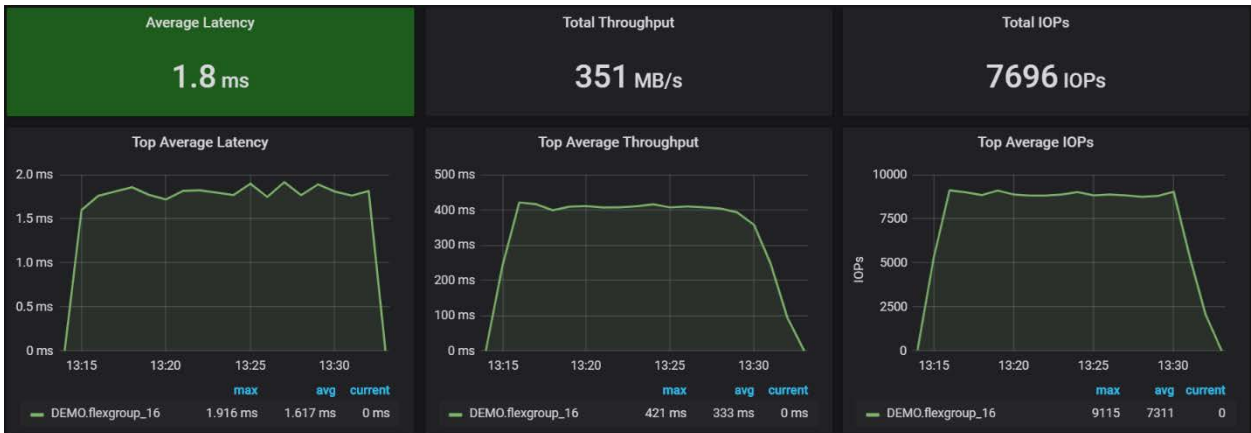 Average Latency
1.8 ms
Total Throughput
351 MB/s
Total IOPs
7696 IOPs
Top Average Latency
2.0 ms
1.5 ms
1.0 ms
0.5 ms
0 ms
13:15 13:20 13:25 13:30
max avg current
DEMO.flexgroup_16 1.916 ms 1.617 ms 0 ms
Top Average Throughput
500 ms
400 ms
300 ms
200 ms
100 ms
0 ms
13:15 13:20 13:25 13:30
max avg current
DEMO.flexgroup_16 421 ms 333 ms 0 ms
Top Average IOPs
IOPs
10000
7500
5000
2500
0
13:15 13:20 13:25 13:30
max avg current
DEMO.flexgroup_16 9115 7311 0